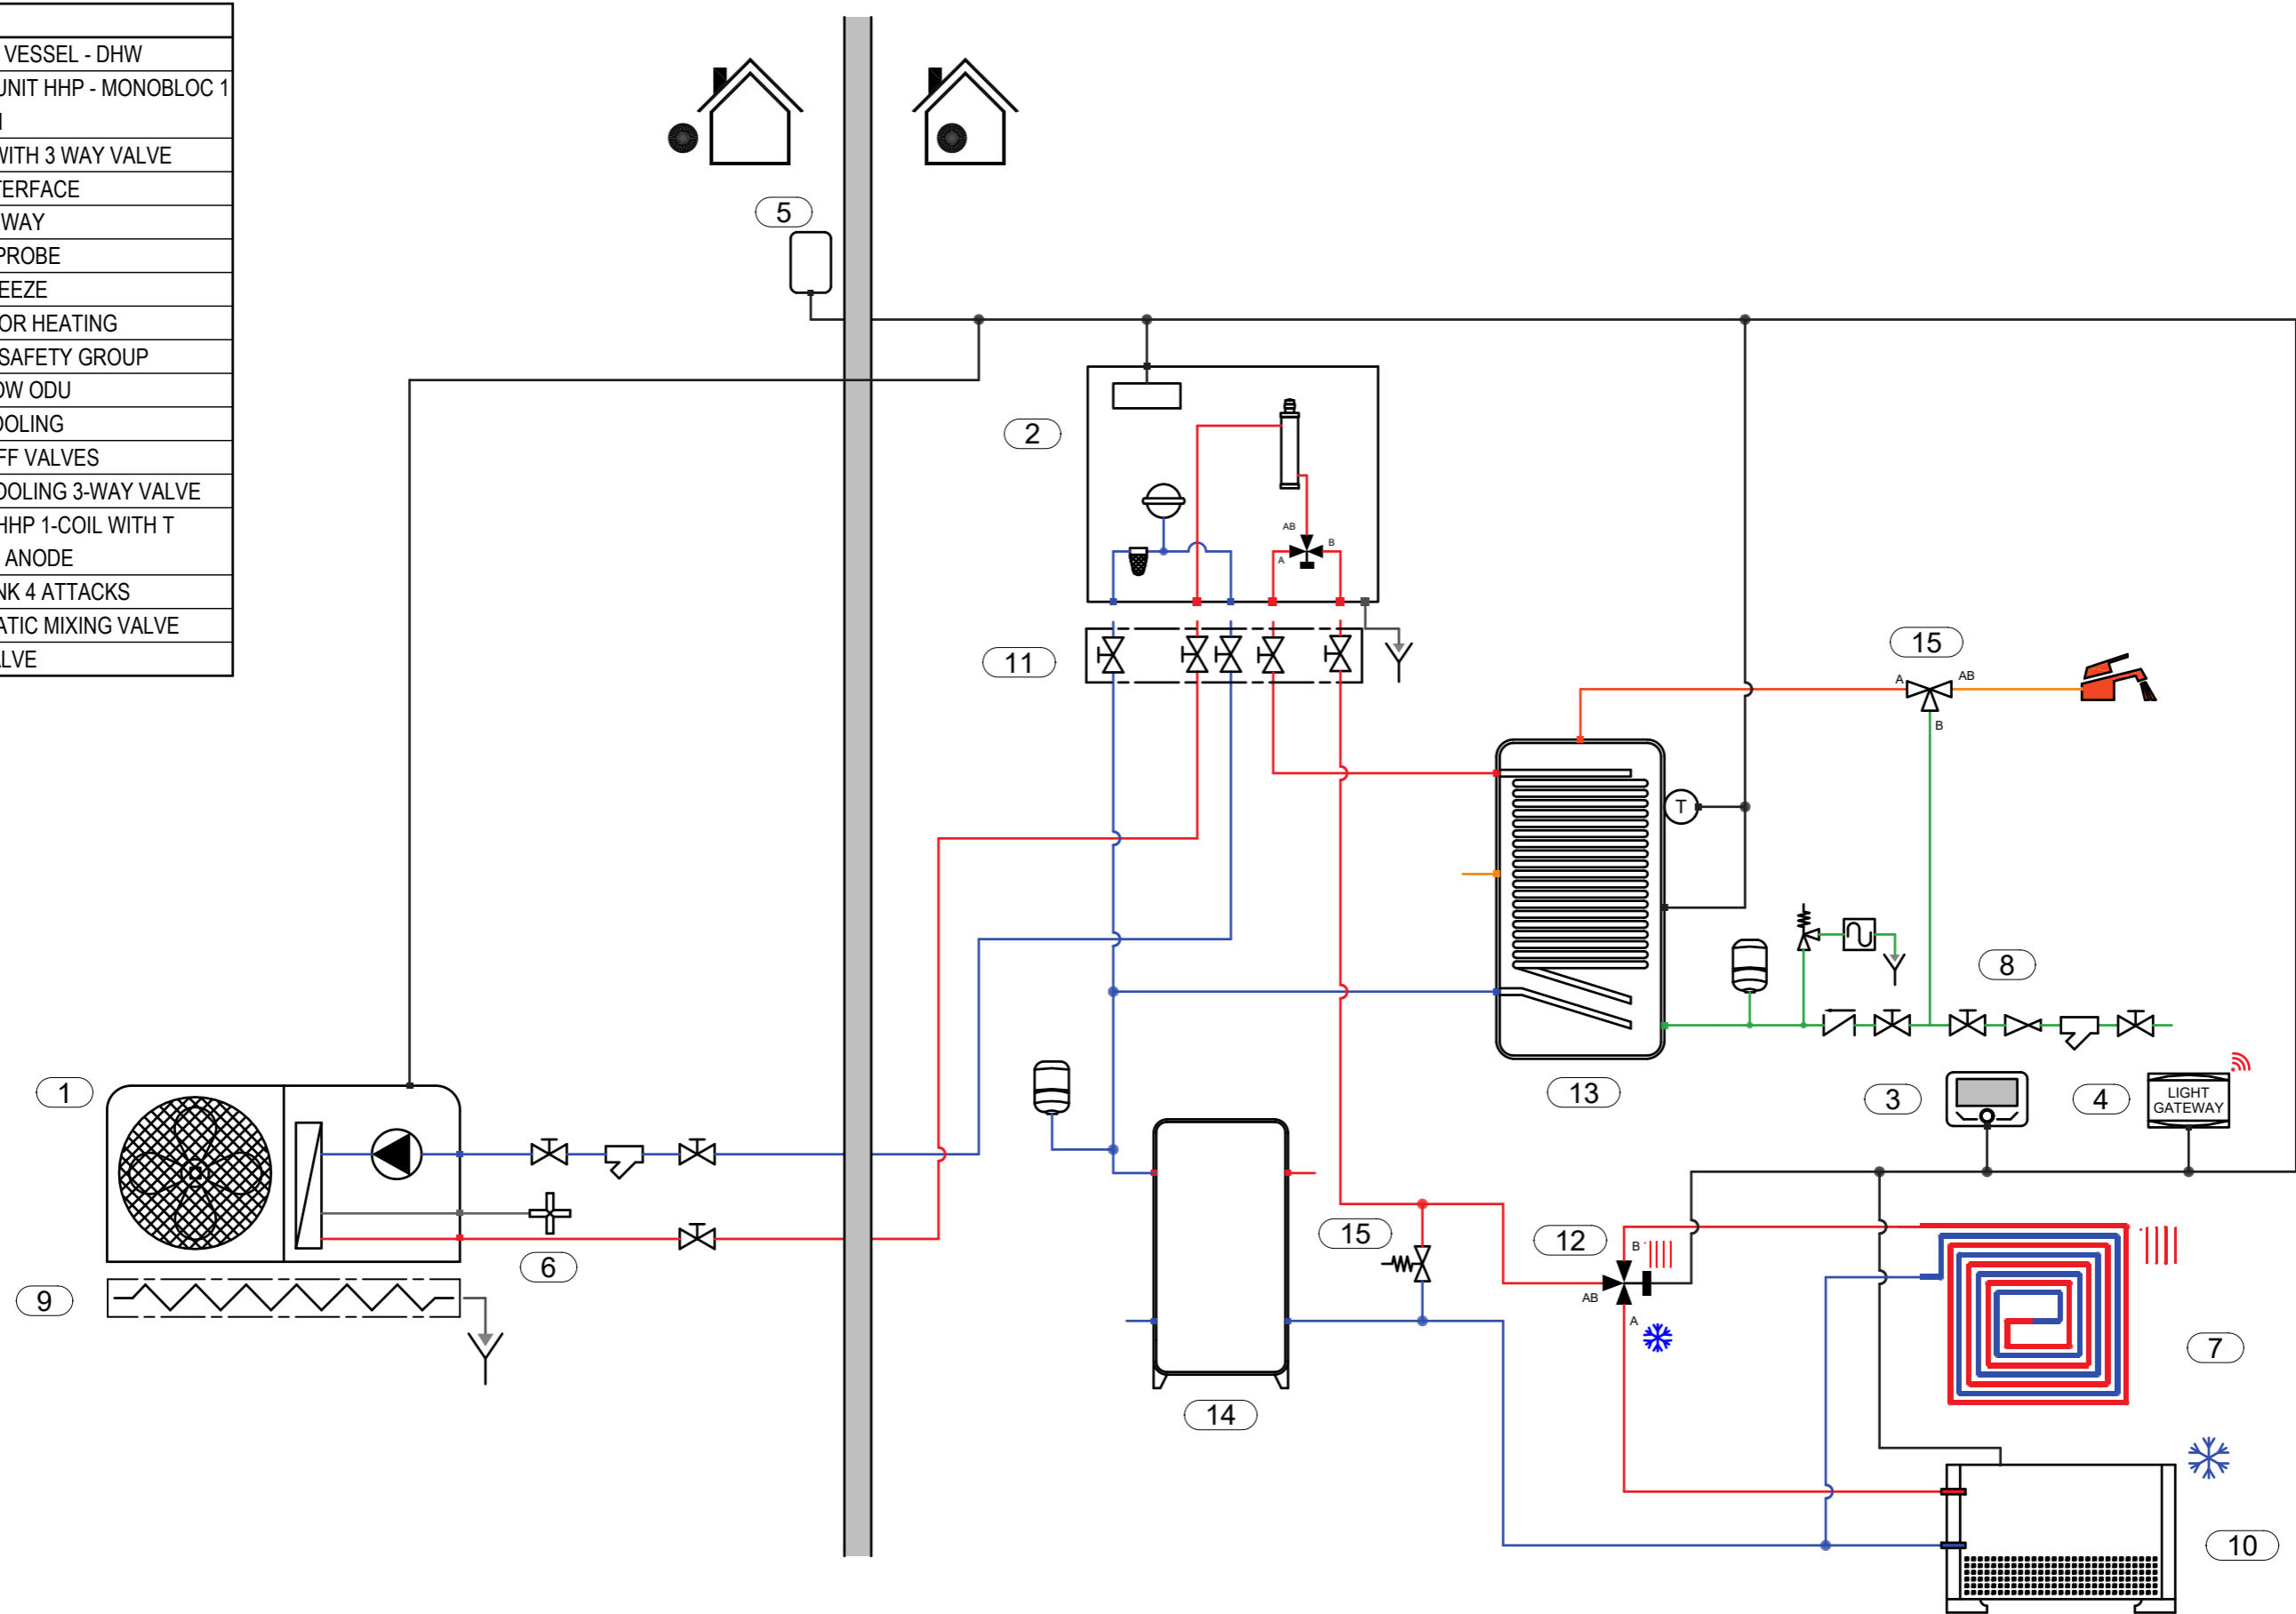 VESSEL - DHW
UNIT HHP - MONOBLOC 1
WITH 3 WAY VALVE
TERFACE
WAY
PROBE
EEZE
OR HEATING
SAFETY GROUP
OW ODU
OOLING
FF VALVES
OOLING 3-WAY VALVE
HHP 1-COIL WITH T
ANODE
NK 4 ATTACKS
ATIC MIXING VALVE
ALVE
5
2
AB
A
B
11
15
A
AB
B
T
8
13
3
4
LIGHT
GATEWAY
1
6
9
14
15
12
B
AB
A
7
10